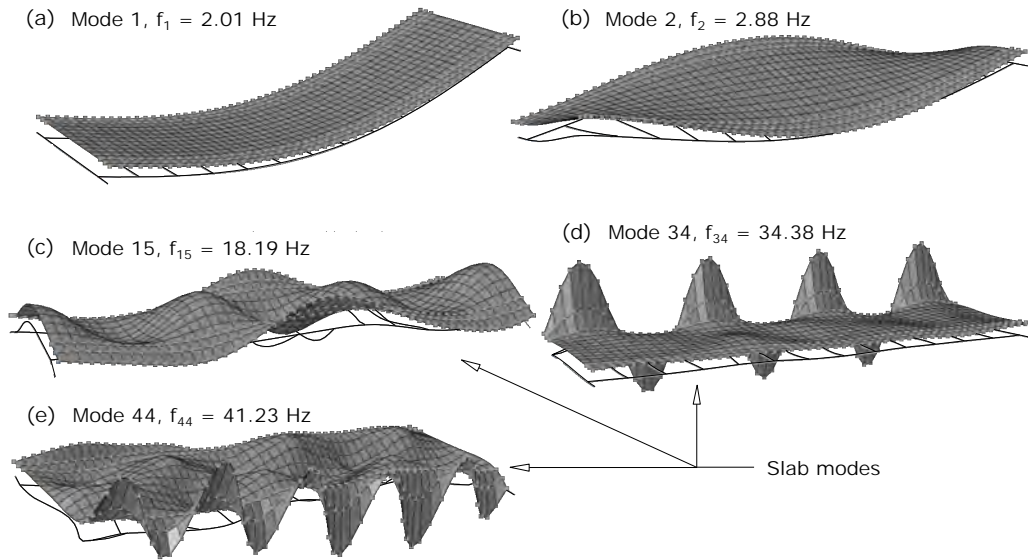 (a) Mode 1, f₁ = 2.01 Hz
(b) Mode 2, f₂ = 2.88 Hz
(c) Mode 15, f₁₅ = 18.19 Hz
(d) Mode 34, f₃₄ = 34.38 Hz
(e) Mode 44, f₄₄ = 41.23 Hz
Slab modes